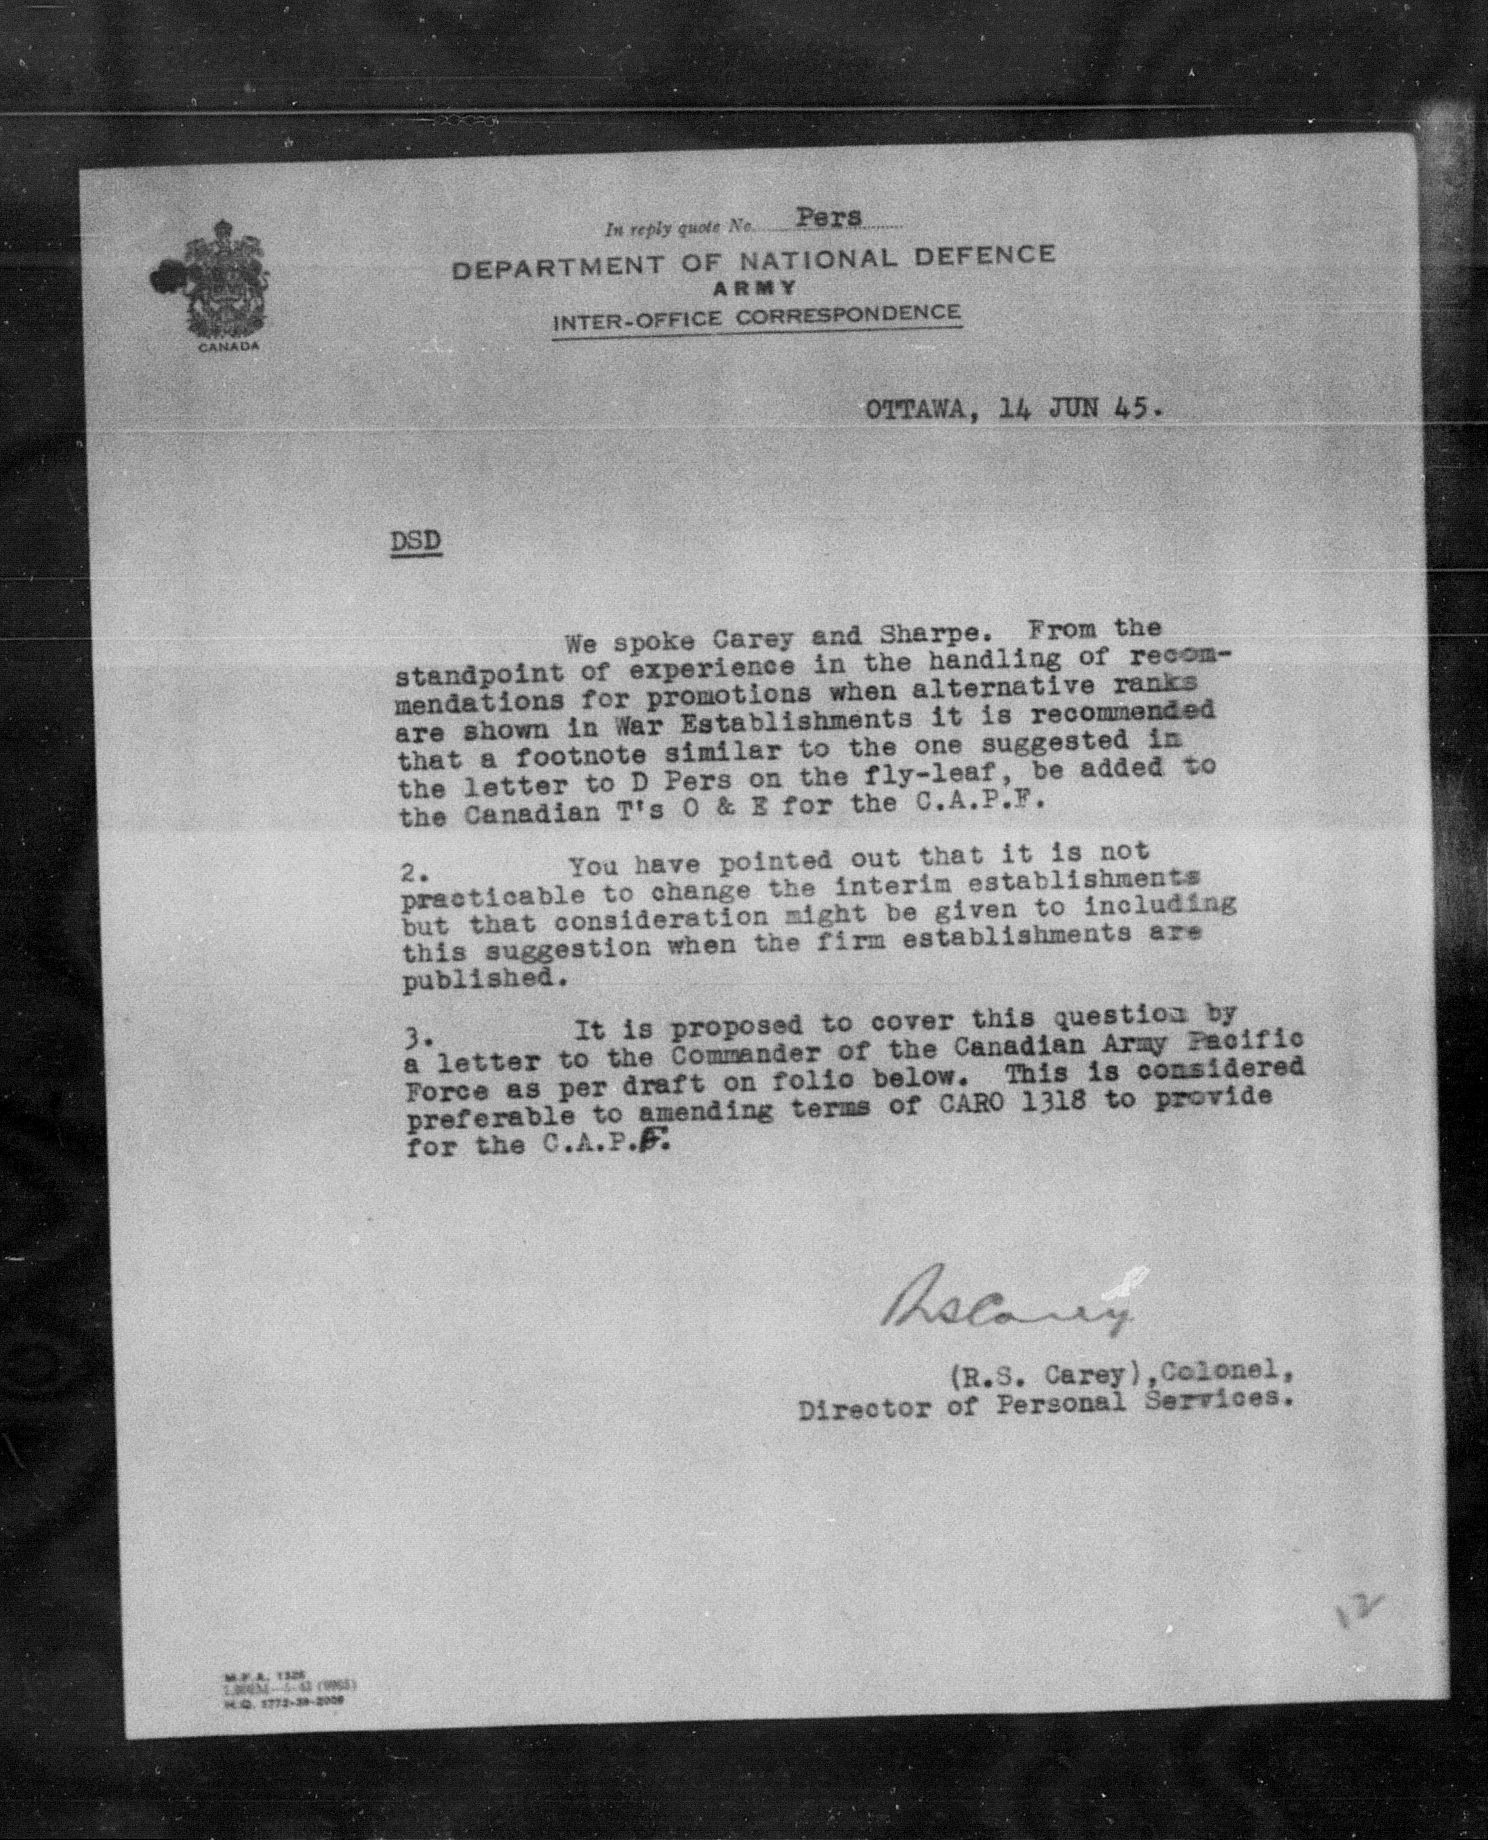 In reply quote No. Pers
DEPARTMENT OF NATIONAL DEFENCE
ARMY
INTER-OFFICE CORRESPONDENCE
CANADA
OTTAWA, 14 JUN 45.
DSD
We spoke Carey and Sharpe. From the
standpoint of experience in the handling of recom-
mendations for promotions when alternative ranks
are shown in War Establishments it is recommended
that a footnote similar to the one suggested in
the letter to D Pers on the fly-leaf, be added to
the Canadian T's O & E for the C.A.P.F.
2. You have pointed out that it is not
practicable to change the interim establishments
but that consideration might be given to including
this suggestion when the firm establishments are
published.
3. It is proposed to cover this question by
a letter to the Commander of the Canadian Army Pacific
Force as per draft on folio below. This is considered
preferable to amending terms of CARO 1318 to provide
for the C.A.P.F.
RSCarey
(R.S. Carey),Colonel,
Director of Personal Services.
12
M.F.A. 1326
H.Q. 1772-39-2009